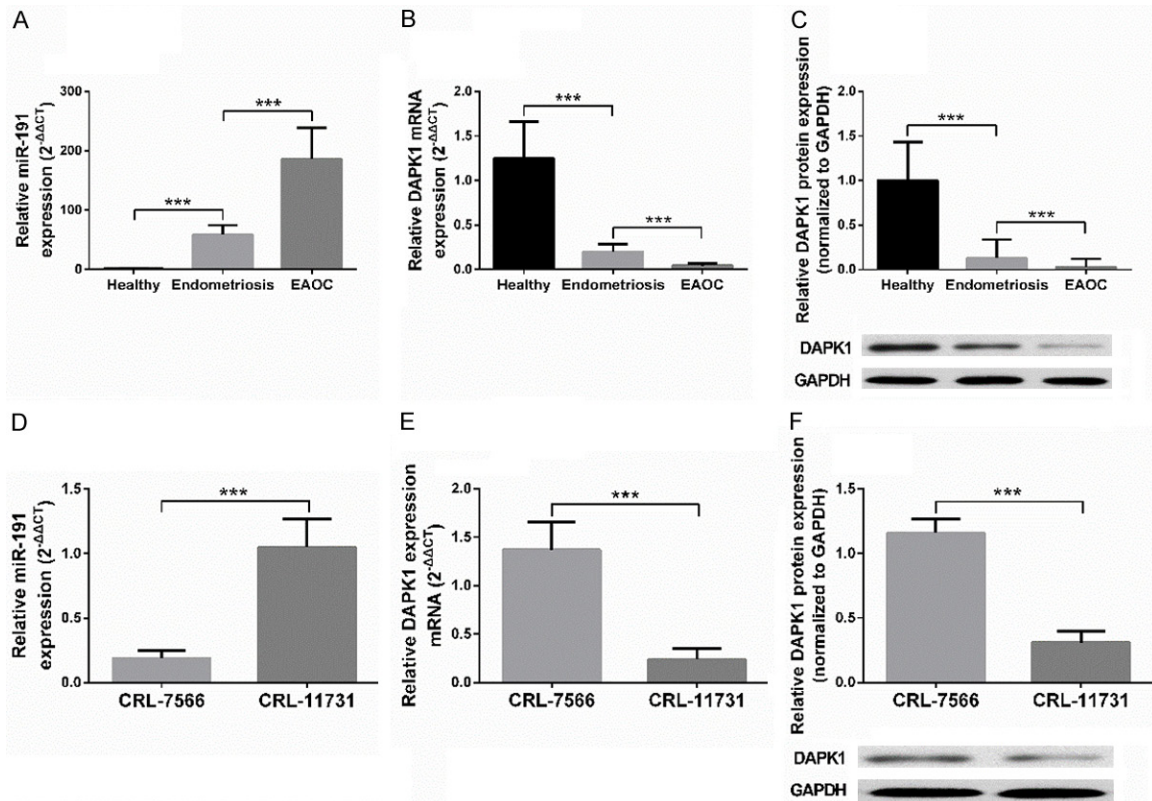 A
Relative miR-191
expression (2-ΔΔCT)
300
200
100
0
***
***
Healthy Endometriosis EAOC
B
Relative DAPK1 mRNA
expression (2-ΔΔCT)
2.0
1.5
1.0
0.5
0.0
***
***
Healthy Endometriosis EAOC
C
Relative DAPK1 protein expression
(normalized to GAPDH)
2.0
1.5
1.0
0.5
0.0
***
***
Healthy Endometriosis EAOC
DAPK1
GAPDH
D
Relative miR-191
expression (2-ΔΔCT)
1.5
1.0
0.5
0.0
***
CRL-7566 CRL-11731
E
Relative DAPK1 expression
mRNA (2-ΔΔCT)
2.0
1.5
1.0
0.5
0.0
***
CRL-7566 CRL-11731
F
Relative DAPK1 protein expression
(normalized to GAPDH)
1.5
1.0
0.5
0.0
***
CRL-7566 CRL-11731
DAPK1
GAPDH